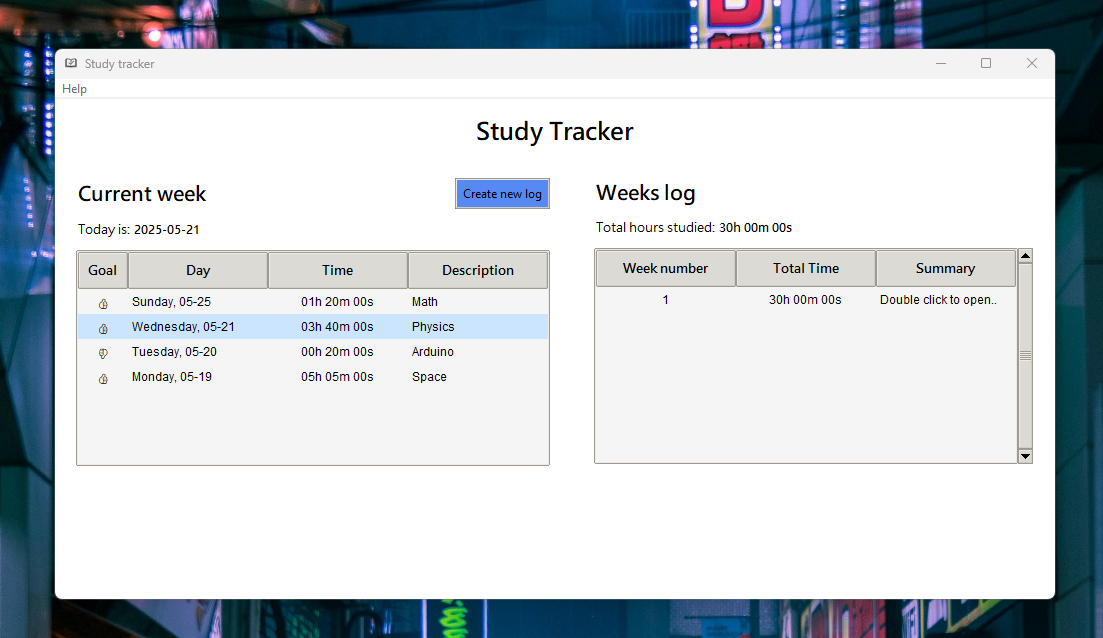 Study tracker
Help
Study Tracker
Current week
Create new log
Today is: 2025-05-21
Goal Day Time Description
Sunday, 05-25 01h 20m 00s Math
Wednesday, 05-21 03h 40m 00s Physics
Tuesday, 05-20 00h 20m 00s Arduino
Monday, 05-19 05h 05m 00s Space
Weeks log
Total hours studied: 30h 00m 00s
Week number Total Time Summary
1 30h 00m 00s Double click to open..